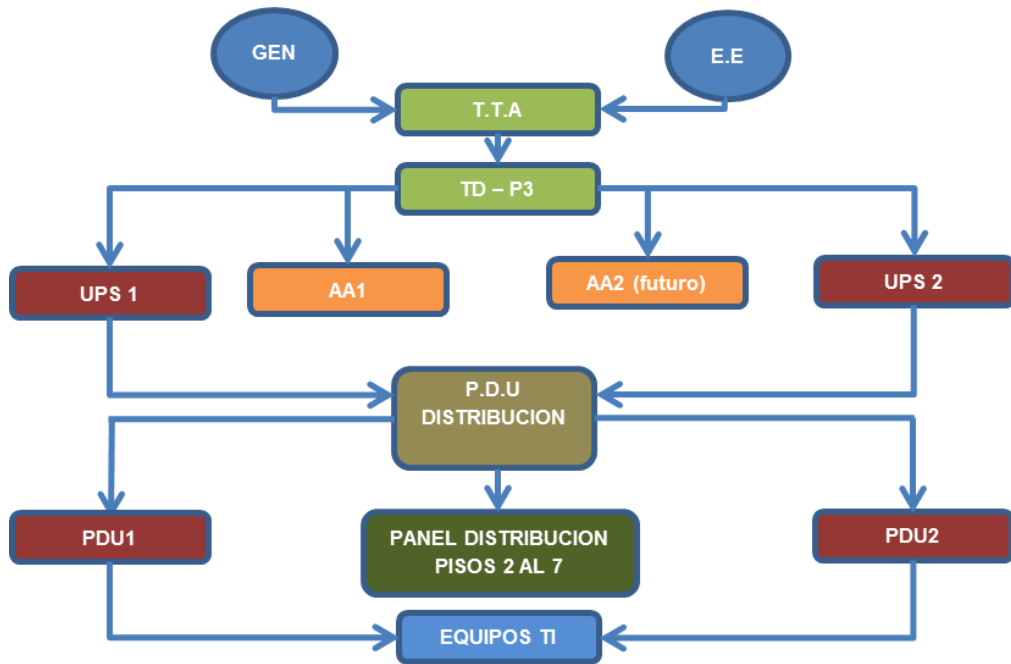 GEN
E.E
T.T.A
TD – P3
UPS 1
AA1
AA2 (futuro)
UPS 2
P.D.U
DISTRIBUCION
PDU1
PANEL DISTRIBUCION
PISOS 2 AL 7
PDU2
EQUIPOS TI